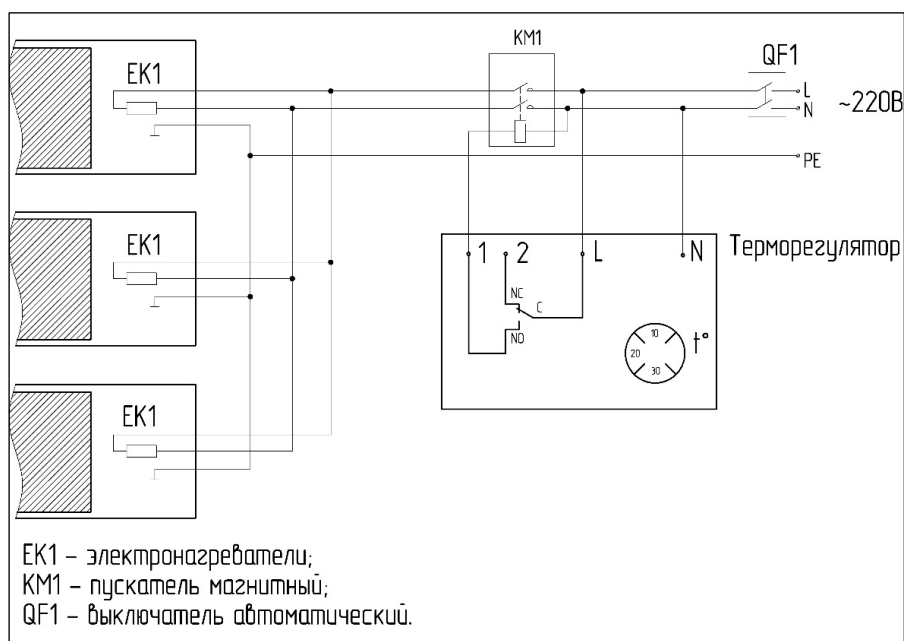 KM1
QF1
EK1
L
N
~220В
PE
EK1
1
2
L
N
Терморегулятор
NC
C
NO
10
20
30
t°
EK1
EK1 – электронагреватели;
KM1 – пускатель магнитный;
QF1 – выключатель автоматический.